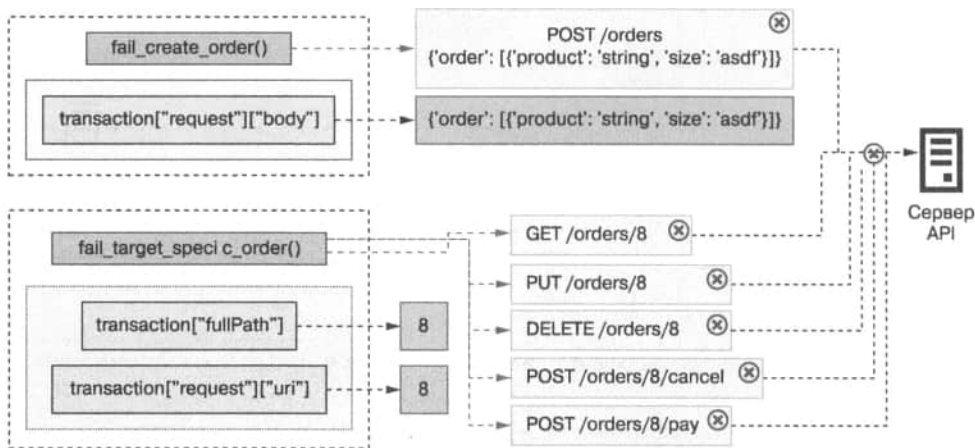 fail_create_order()
POST /orders
{'order': [{'product': 'string', 'size': 'asdf'}]}
transaction["request"]["body"]
{'order': [{'product': 'string', 'size': 'asdf'}]}
Сервер
API
fail_target_speci c_order()
GET /orders/8
PUT /orders/8
transaction["fullPath"]
8
DELETE /orders/8
transaction["request"]["uri"]
8
POST /orders/8/cancel
POST /orders/8/pay